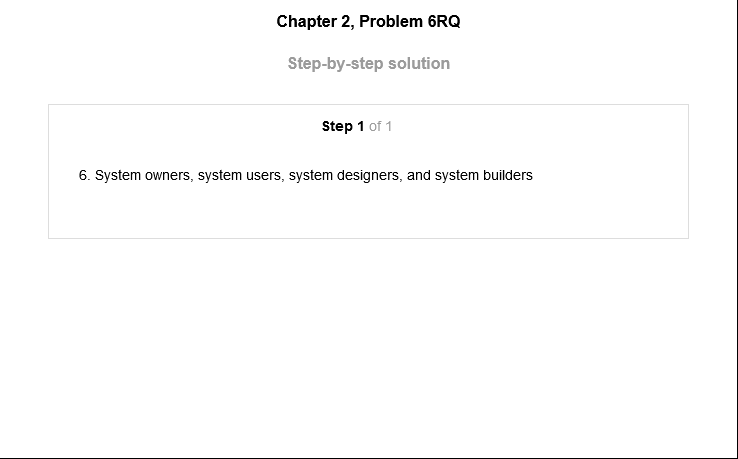 Chapter 2, Problem 6RQ
Step-by-step solution
Step 1 of 1
6. System owners, system users, system designers, and system builders